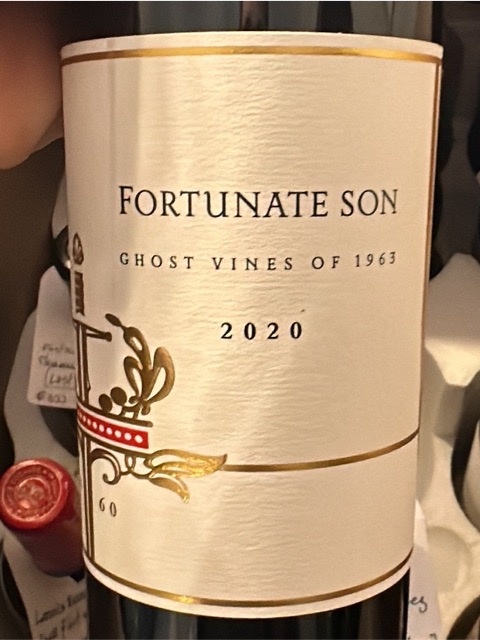 FORTUNATE SON
GHOST VINES OF 1963
2020
60